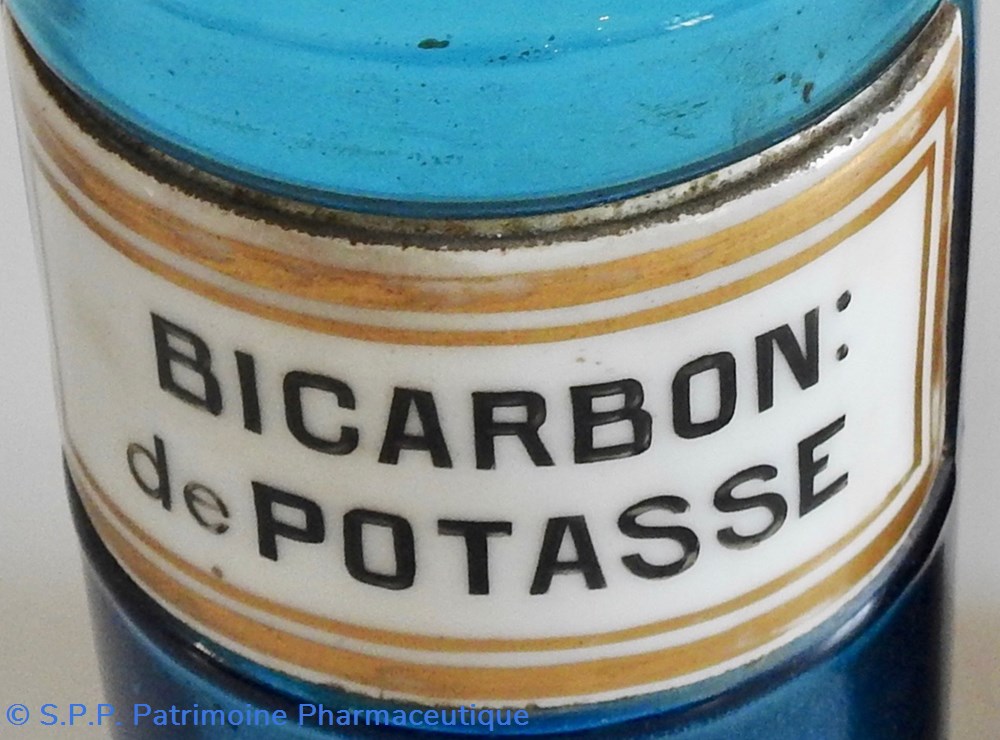 BICARBON:
de POTASSE
© S.P.P. Patrimoine Pharmaceutique